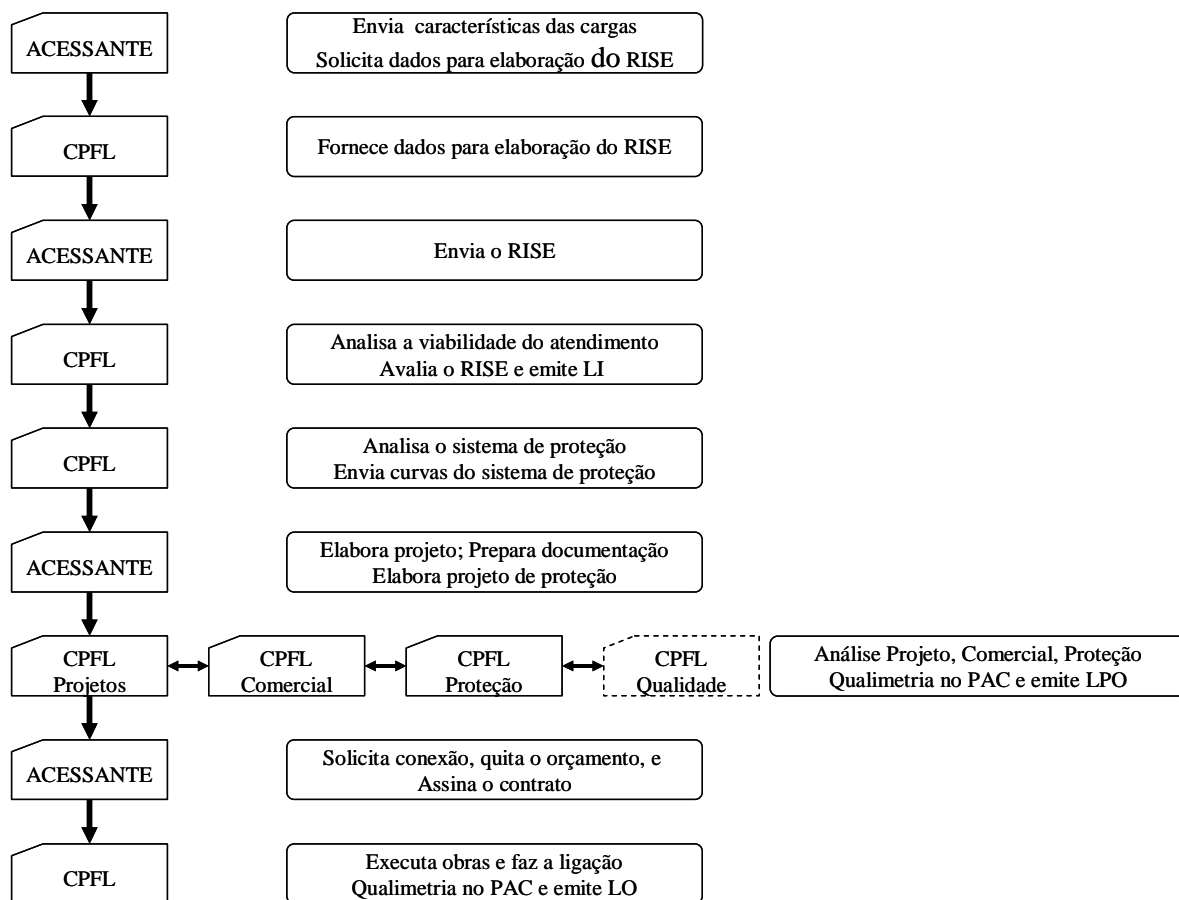 ACESSANTE
Envia características das cargas
Solicita dados para elaboração do RISE
CPFL
Fornece dados para elaboração do RISE
ACESSANTE
Envia o RISE
CPFL
Analisa a viabilidade do atendimento
Avalia o RISE e emite LI
CPFL
Analisa o sistema de proteção
Envia curvas do sistema de proteção
ACESSANTE
Elabora projeto; Prepara documentação
Elabora projeto de proteção
CPFL
Projetos
CPFL
Comercial
CPFL
Proteção
CPFL
Qualidade
Análise Projeto, Comercial, Proteção
Qualimetria no PAC e emite LPO
ACESSANTE
Solicita conexão, quita o orçamento, e
Assina o contrato
CPFL
Executa obras e faz a ligação
Qualimetria no PAC e emite LO